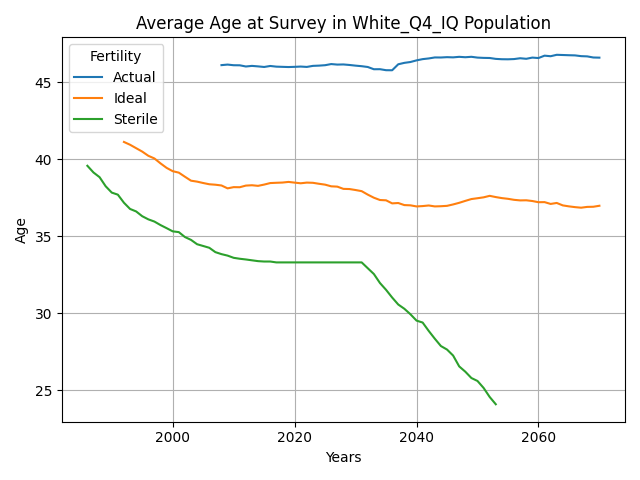 Average Age at Survey in White_Q4_IQ Population
Fertility
Actual
Ideal
Sterile
45
40
35
30
25
Age
2000
2020
2040
2060
Years